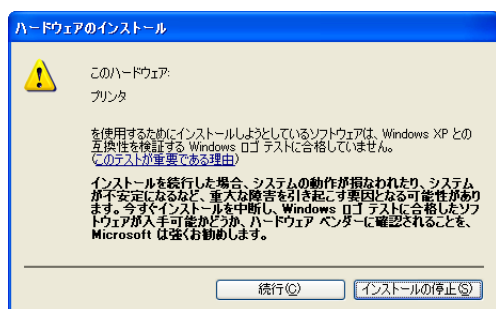 ハードウェアのインストール
このハードウェア:
プリンタ
を使用するためにインストールしようとしているソフトウェアは、Windows XP との
互換性を検証する Windows ロゴ テストに合格していません。
(このテストが重要である理由)
インストールを続行した場合、システムの動作が損なわれたり、システム
が不安定になるなど、重大な障害を引き起こす要因となる可能性があり
ます。今すぐインストールを中断し、Windows ロゴ テストに合格したソフ
トウェアが入手可能かどうか、ハードウェア ベンダーに確認されることを、
Microsoft は強くお勧めします。
続行(C) インストールの停止(S)